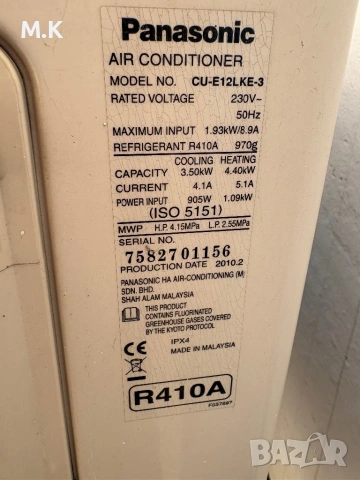 M.K
Panasonic
AIR CONDITIONER
MODEL NO. CU-E12LKE-3
RATED VOLTAGE 230V~
50Hz
MAXIMUM INPUT 1.93kW/8.9A
REFRIGERANT R410A 970g
COOLING HEATING
CAPACITY 3.50kW 4.40kW
CURRENT 4.1A 5.1A
POWER INPUT 905W 1.09kW
(ISO 5151)
MWP H.P. 4.15MPa L.P. 2.55MPa
SERIAL NO.
7582701156
PRODUCTION DATE 2010.2
PANASONIC HA AIR-CONDITIONING (M)
SDN. BHD.
SHAH ALAM MALAYSIA
THIS PRODUCT
CONTAINS FLUORINATED
GREENHOUSE GASES COVERED
BY THE KYOTO PROTOCOL
CE
IPX4
MADE IN MALAYSIA
R410A
F057897
bazar